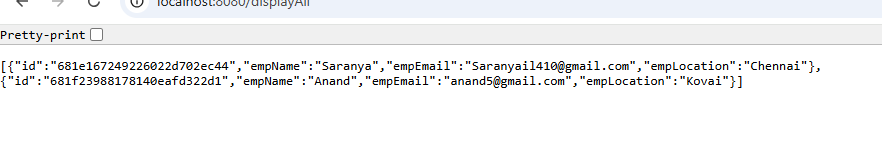 localhost:8080/displayAll
Pretty-print
[{"id":"681e167249226022d702ec44","empName":"Saranya","empEmail":"Saranyail410@gmail.com","empLocation":"Chennai"},
{"id":"681f23988178140eafd322d1","empName":"Anand","empEmail":"anand5@gmail.com","empLocation":"Kovai"}]